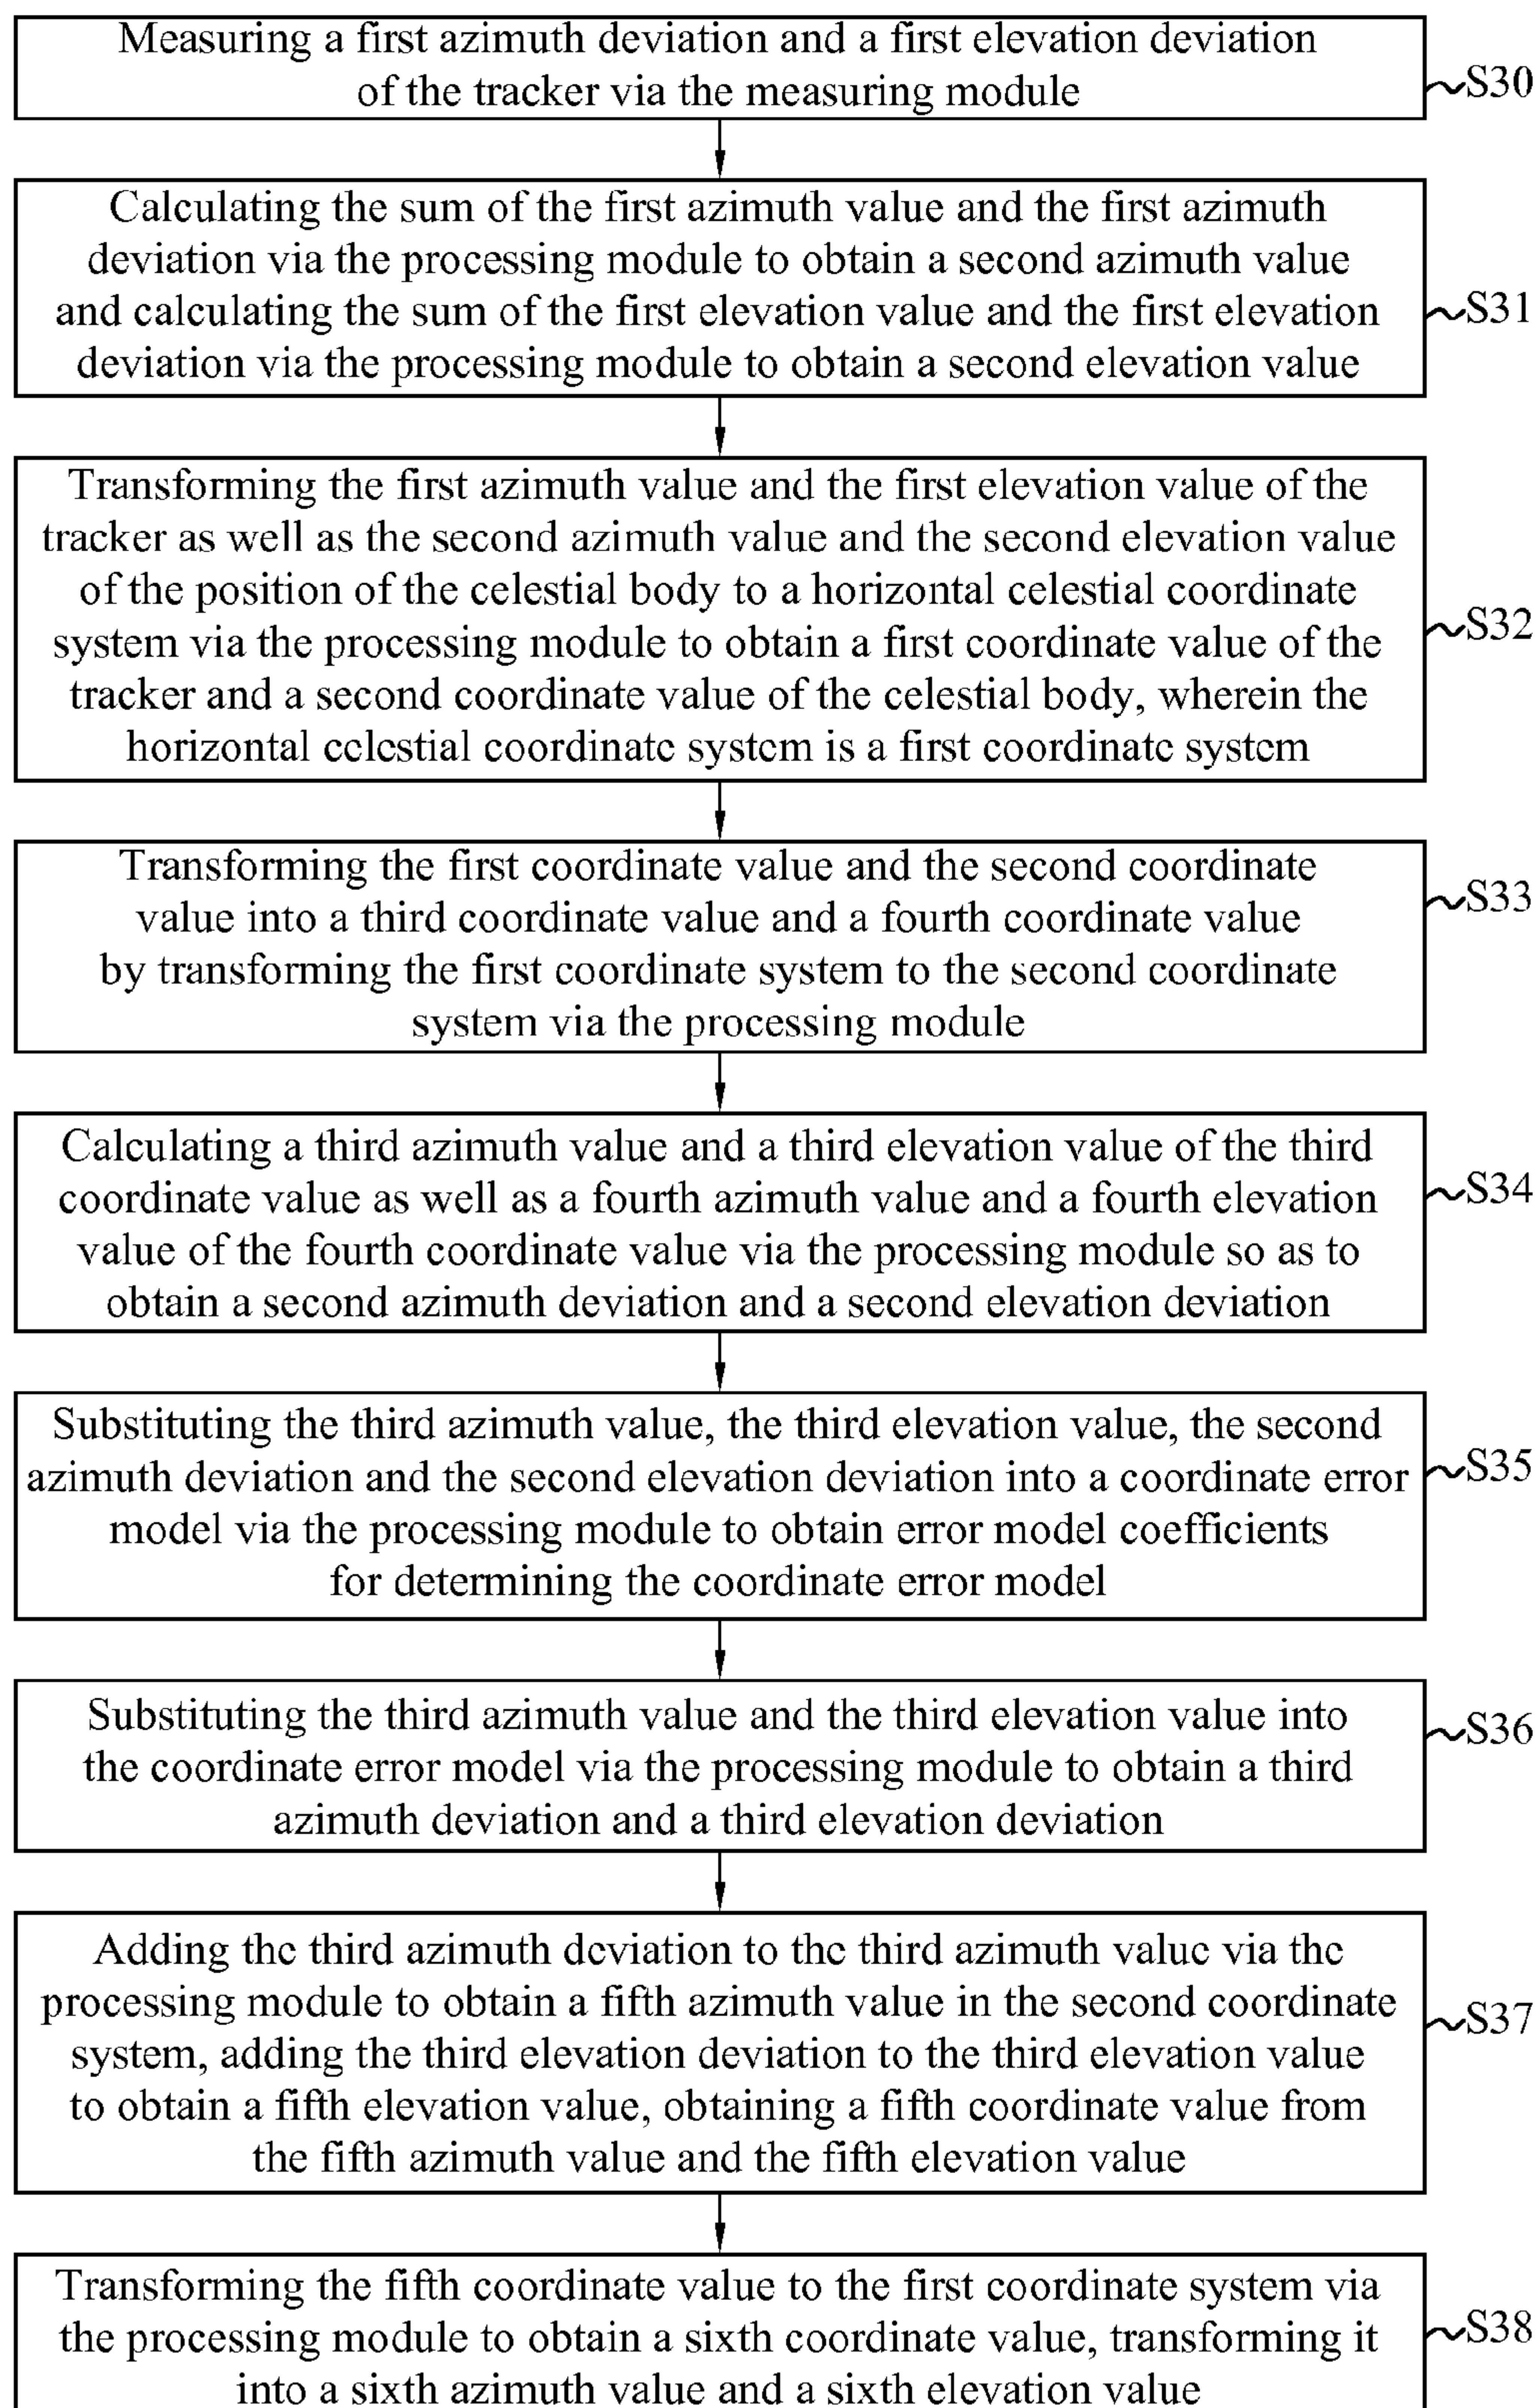 Measuring a first azimuth deviation and a first elevation deviation
of the tracker via the measuring module
S30
Calculating the sum of the first azimuth value and the first azimuth
deviation via the processing module to obtain a second azimuth value
and calculating the sum of the first elevation value and the first elevation
deviation via the processing module to obtain a second elevation value
S31
Transforming the first azimuth value and the first elevation value of the
tracker as well as the second azimuth value and the second elevation value
of the position of the celestial body to a horizontal celestial coordinate
system via the processing module to obtain a first coordinate value of the
tracker and a second coordinate value of the celestial body, wherein the
horizontal celestial coordinate system is a first coordinate system
S32
Transforming the first coordinate value and the second coordinate
value into a third coordinate value and a fourth coordinate value
by transforming the first coordinate system to the second coordinate
system via the processing module
S33
Calculating a third azimuth value and a third elevation value of the third
coordinate value as well as a fourth azimuth value and a fourth elevation
value of the fourth coordinate value via the processing module so as to
obtain a second azimuth deviation and a second elevation deviation
S34
Substituting the third azimuth value, the third elevation value, the second
azimuth deviation and the second elevation deviation into a coordinate error
model via the processing module to obtain error model coefficients
for determining the coordinate error model
S35
Substituting the third azimuth value and the third elevation value into
the coordinate error model via the processing module to obtain a third
azimuth deviation and a third elevation deviation
S36
Adding the third azimuth deviation to the third azimuth value via the
processing module to obtain a fifth azimuth value in the second coordinate
system, adding the third elevation deviation to the third elevation value
to obtain a fifth elevation value, obtaining a fifth coordinate value from
the fifth azimuth value and the fifth elevation value
S37
Transforming the fifth coordinate value to the first coordinate system via
the processing module to obtain a sixth coordinate value, transforming it
into a sixth azimuth value and a sixth elevation value
S38